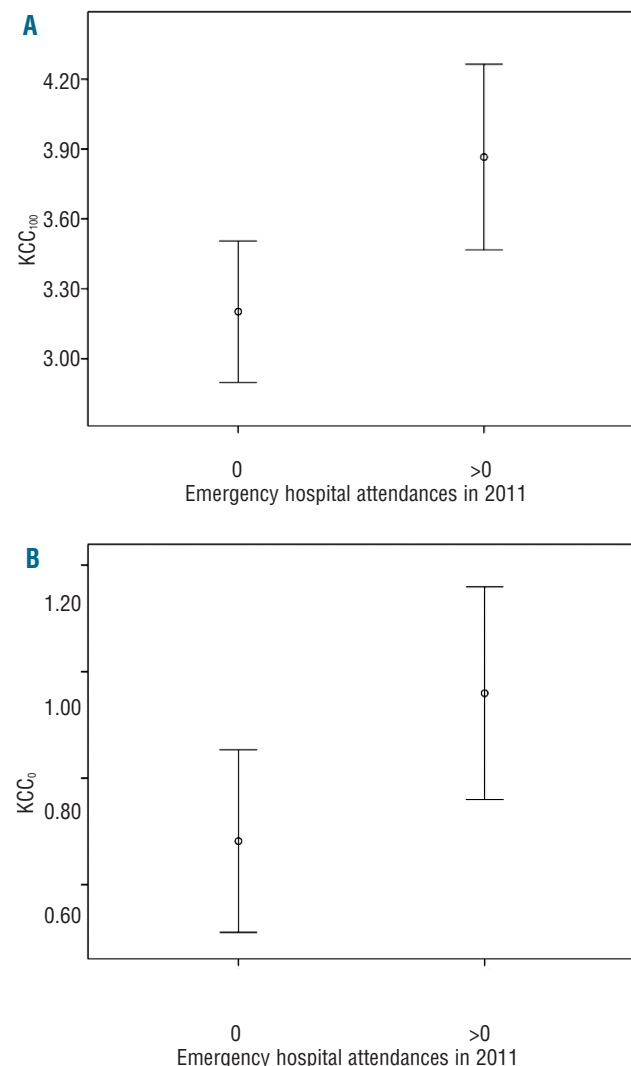 A
4.20
3.90
3.60
3.30
3.00
KCC₁₀₀
0 >0
Emergency hospital attendances in 2011
B
1.20
1.00
0.80
0.60
KCC₀
0 >0
Emergency hospital attendances in 2011